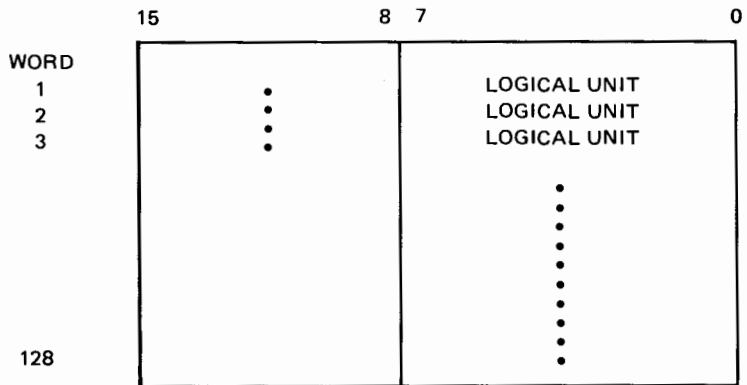 15 8 7 0
WORD
1 LOGICAL UNIT
2 LOGICAL UNIT
3 LOGICAL UNIT
128